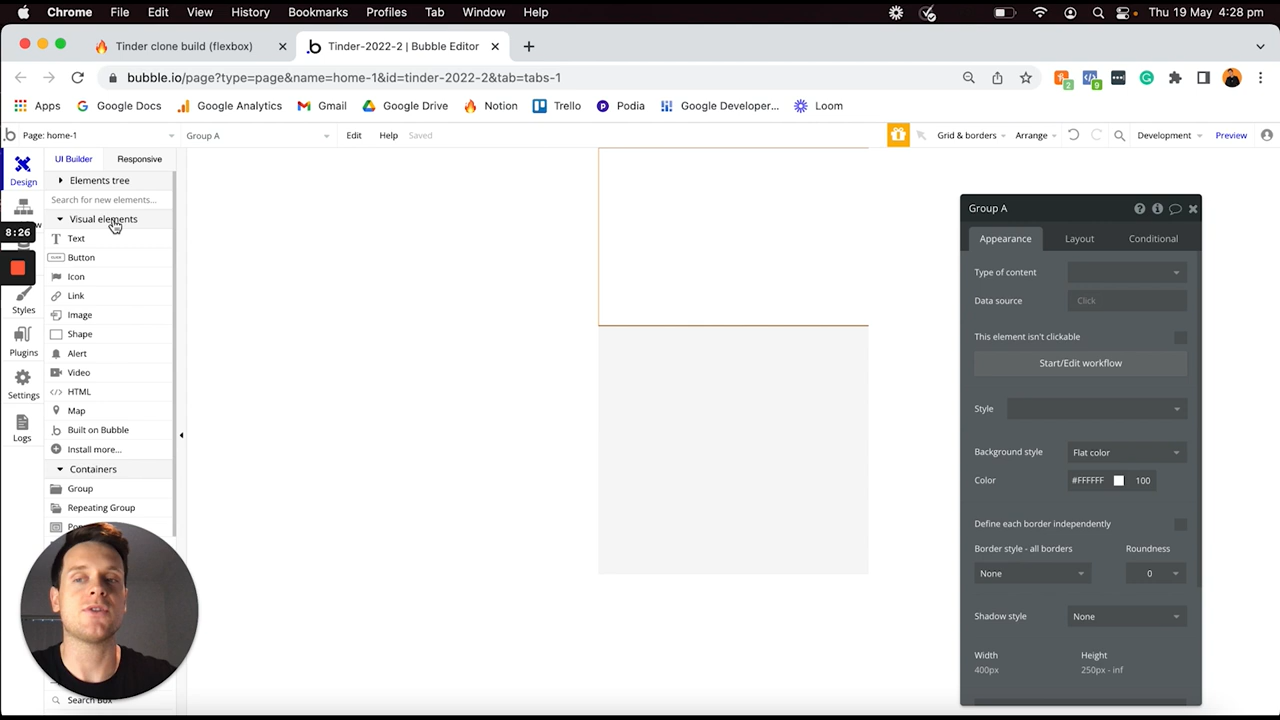 Chrome File Edit View History Bookmarks Profiles Tab Window Help Thu 19 May 4:28 pm
Tinder clone build (flexbox) Tinder-2022-2 | Bubble Editor
bubble.io/page?type=page&name=home-1&id=tinder-2022-2&tab=tabs-1 2 9
Apps Google Docs Google Analytics Gmail Google Drive Notion Trello Podia Google Developer... Loom
Page: home-1 Group A Edit Help Saved Grid & borders Arrange Development Preview
Design
8:26
Styles
Plugins
Settings
Logs
UI Builder Responsive
Elements tree
Search for new elements...
Visual elements
Text
Button
Icon
Link
Image
Shape
Alert
Video
HTML
Map
Built on Bubble
Install more...
Containers
Group
Repeating Group
Search Box
Group A
Appearance Layout Conditional
Type of content
Data source Click
This element isn't clickable
Start/Edit workflow
Style
Background style Flat color
Color #FFFFFF 100
Define each border independently
Border style - all borders Roundness
None 0
Shadow style None
Width Height
400px 250px - inf